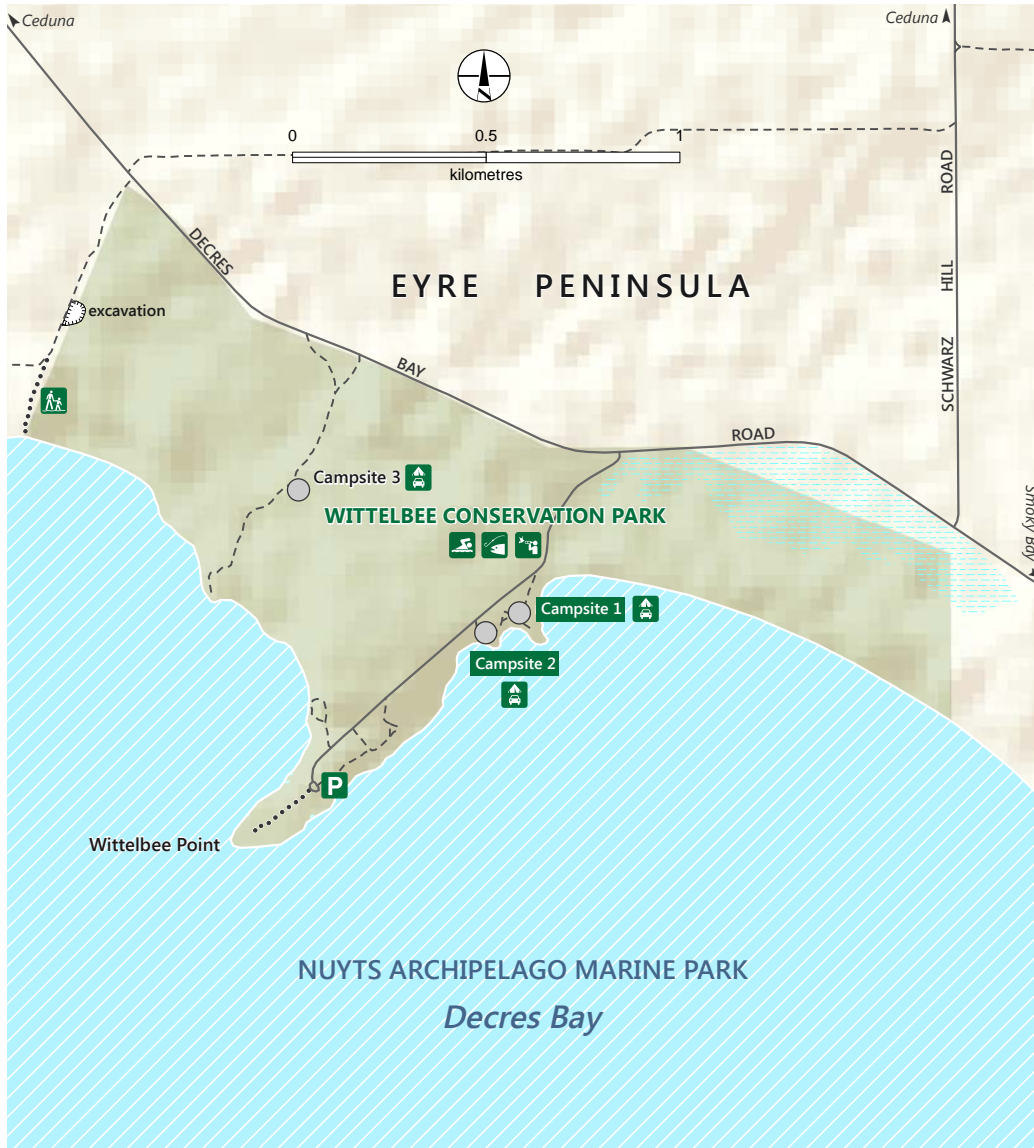 Ceduna
Ceduna
0 0.5 1
kilometres
ROAD
DECRES
HILL
EYRE PENINSULA
excavation
BAY
SCHWARZ
ROAD
Campsite 3
Smoky Bay
WITTELBEE CONSERVATION PARK
Campsite 1
Campsite 2
P
Wittelbee Point
NUYTS ARCHIPELAGO MARINE PARK
Decres Bay